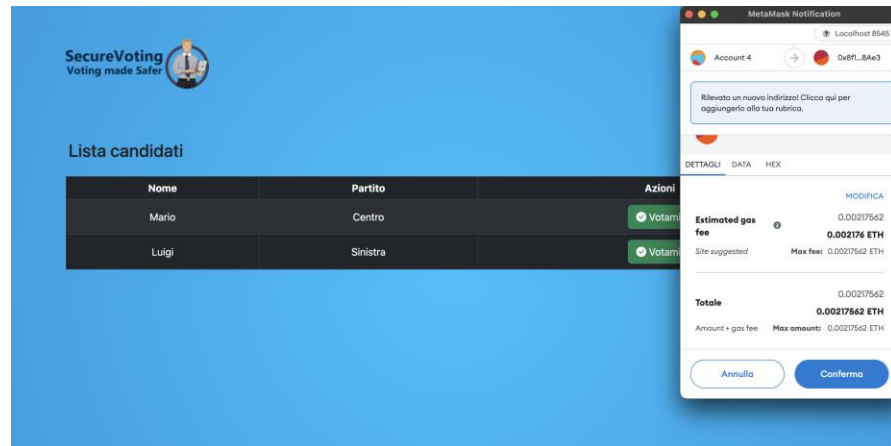 SecureVoting
Voting made Safer
Lista candidati
Nome Partito Azioni
Mario Centro Votami
Luigi Sinistra Votami
MetaMask Notification
Localhost 8545
Account 4 0x8f1...8Ae3
Rilevato un nuovo indirizzo! Clicca qui per
aggiungerlo alla tua rubrica.
DETTAGLI DATA HEX
MODIFICA
Estimated gas fee 0.00217562
0.002176 ETH
Site suggested Max fee: 0.00217562 ETH
Totale 0.00217562
0.00217562 ETH
Amount + gas fee Max amount: 0.00217562 ETH
Annulla Conferma